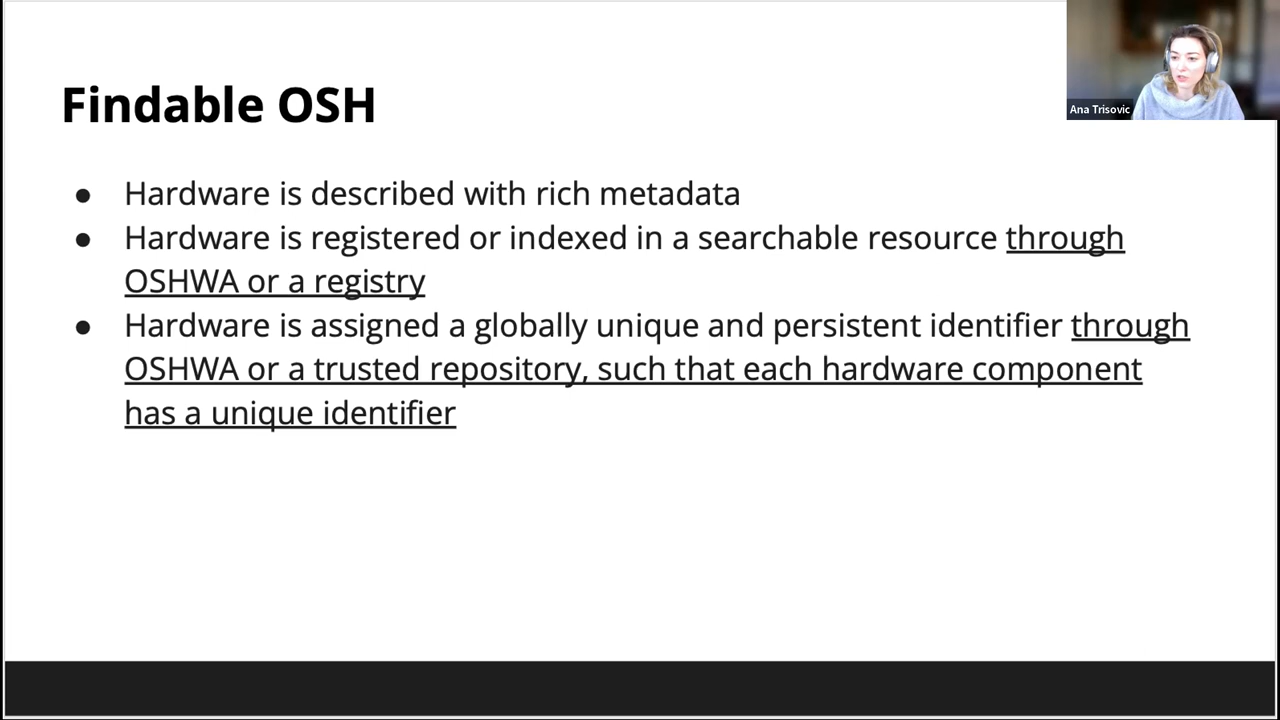 Findable OSH
Ana Trisovic
● Hardware is described with rich metadata
● Hardware is registered or indexed in a searchable resource through
OSHWA or a registry
● Hardware is assigned a globally unique and persistent identifier through
OSHWA or a trusted repository, such that each hardware component
has a unique identifier